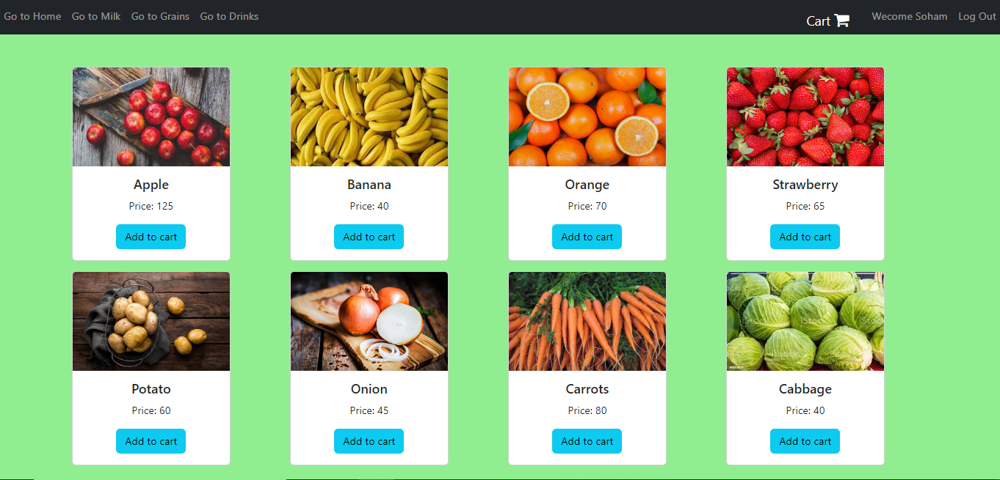 Go to Home Go to Milk Go to Grains Go to Drinks Cart Wecome Soham Log Out
Apple Banana Orange Strawberry
Price: 125 Price: 40 Price: 70 Price: 65
Add to cart Add to cart Add to cart Add to cart
iStock
iStock iStock
Potato Onion Carrots Cabbage
Price: 60 Price: 45 Price: 80 Price: 40
Add to cart Add to cart Add to cart Add to cart